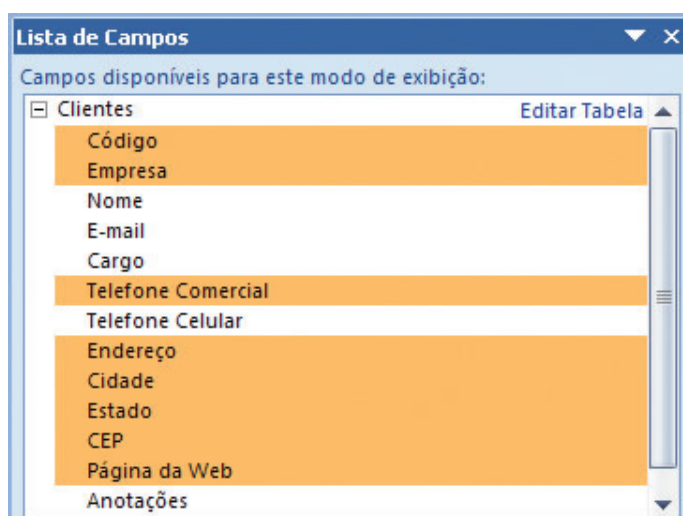 Lista de Campos
Campos disponíveis para este modo de exibição:
Clientes Editar Tabela
Código
Empresa
Nome
E-mail
Cargo
Telefone Comercial
Telefone Celular
Endereço
Cidade
Estado
CEP
Página da Web
Anotações